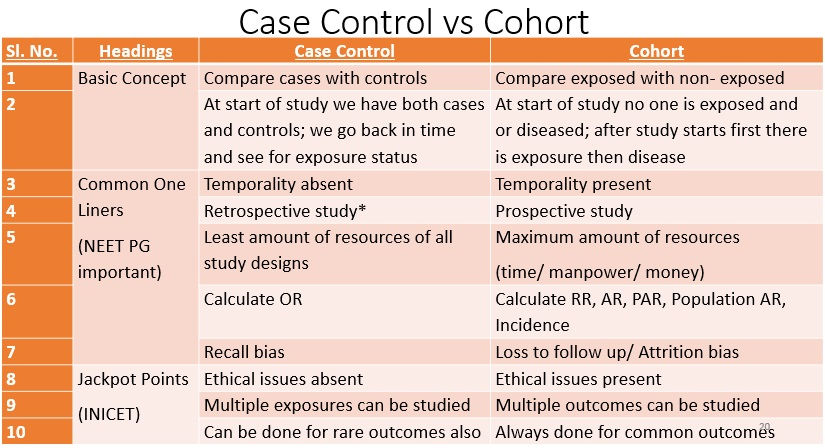 Case Control vs Cohort
Sl. No. Headings Case Control Cohort
1 Basic Concept Compare cases with controls Compare exposed with non- exposed
2 At start of study we have both cases At start of study no one is exposed and
and controls; we go back in time or diseased; after study starts first there
and see for exposure status is exposure then disease
3 Common One Temporality absent Temporality present
4 Liners Retrospective study* Prospective study
5 (NEET PG Least amount of resources of all Maximum amount of resources
important) study designs (time/ manpower/ money)
6 Calculate OR Calculate RR, AR, PAR, Population AR,
Incidence
7 Recall bias Loss to follow up/ Attrition bias
8 Jackpot Points Ethical issues absent Ethical issues present
9 (INICET) Multiple exposures can be studied Multiple outcomes can be studied
10 Can be done for rare outcomes also Always done for common outcomes
20